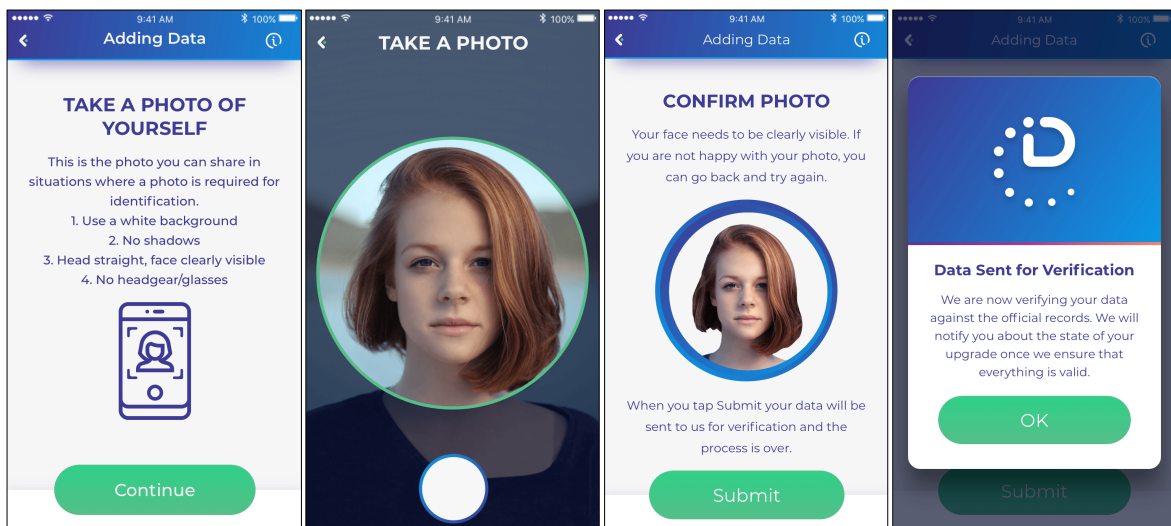 9:41 AM
100%
Adding Data
TAKE A PHOTO OF
YOURSELF
This is the photo you can share in
situations where a photo is required for
identification.
1. Use a white background
2. No shadows
3. Head straight, face clearly visible
4. No headgear/glasses
Continue
9:41 AM
100%
TAKE A PHOTO
9:41 AM
100%
Adding Data
CONFIRM PHOTO
Your face needs to be clearly visible. If
you are not happy with your photo, you
can go back and try again.
When you tap Submit your data will be
sent to us for verification and the
process is over.
Submit
9:41 AM
100%
Adding Data
iD
Data Sent for Verification
We are now verifying your data
against the official records. We will
notify you about the state of your
upgrade once we ensure that
everything is valid.
OK
Submit